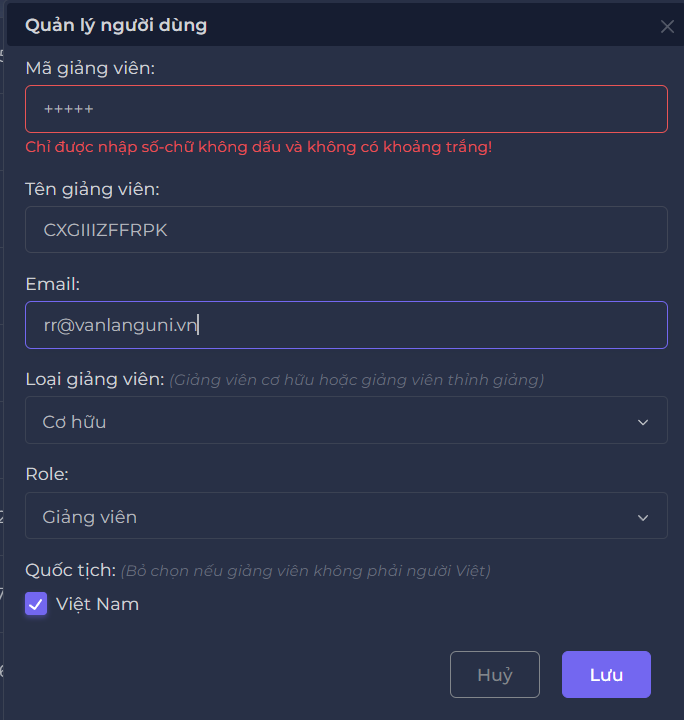 Quản lý người dùng
Mã giảng viên:
+++++
Chỉ được nhập số-chữ không dấu và không có khoảng trắng!
Tên giảng viên:
CXGIIIZFFRPK
Email:
rr@vanlanguni.vn
Loại giảng viên: (Giảng viên cơ hữu hoặc giảng viên thỉnh giảng)
Cơ hữu
Role:
Giảng viên
Quốc tịch: (Bỏ chọn nếu giảng viên không phải người Việt)
Việt Nam
Huỷ Lưu